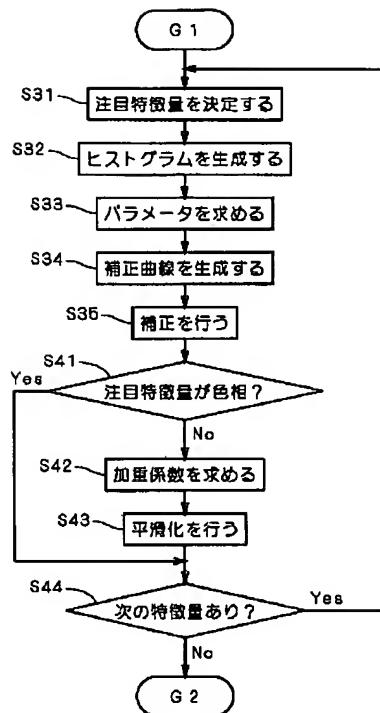 G1
S31
注目特徴量を決定する
S32
ヒストグラムを生成する
S33
パラメータを求める
S34
補正曲線を生成する
S35
補正を行う
S41
Yes
注目特徴量が色相？
No
S42
加重係数を求める
S43
平滑化を行う
S44
次の特徴量あり？
Yes
No
G2